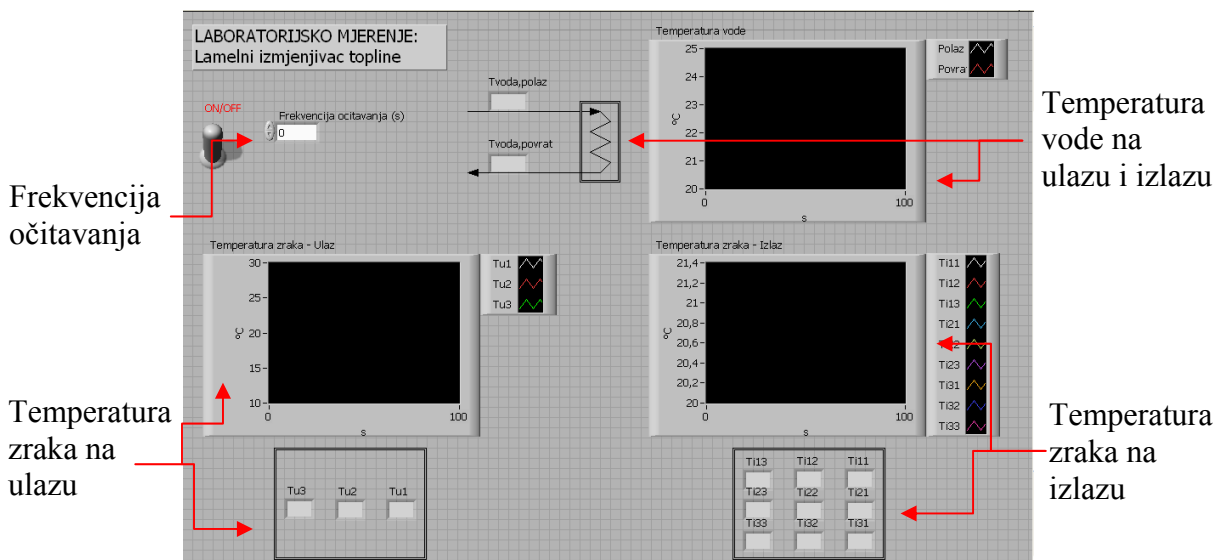 LABORATORIJSKO MJERENJE:
Lamelni izmjenjivac topline
ON/OFF
Frekvencija ocitavanja (s)
0
Tvoda,polaz
Tvoda,povrat
Temperatura vode
25
24
23
22
21
20
°C
0
100
s
Polaz
Povra
Temperatura
vode na
ulazu i izlazu
Frekvencija
očitavanja
Temperatura zraka - Ulaz
30
25
20
15
10
°C
0
100
s
Tu1
Tu2
Tu3
Temperatura zraka - Izlaz
21,4
21,2
21
20,8
20,6
20,4
20,2
20
°C
0
100
s
Ti11
Ti12
Ti13
Ti21
Ti23
Ti31
Ti32
Ti33
Temperatura
zraka na
ulazu
Tu3 Tu2 Tu1
Ti13 Ti12 Ti11
Ti23 Ti22 Ti21
Ti33 Ti32 Ti31
Temperatura
zraka na
izlazu